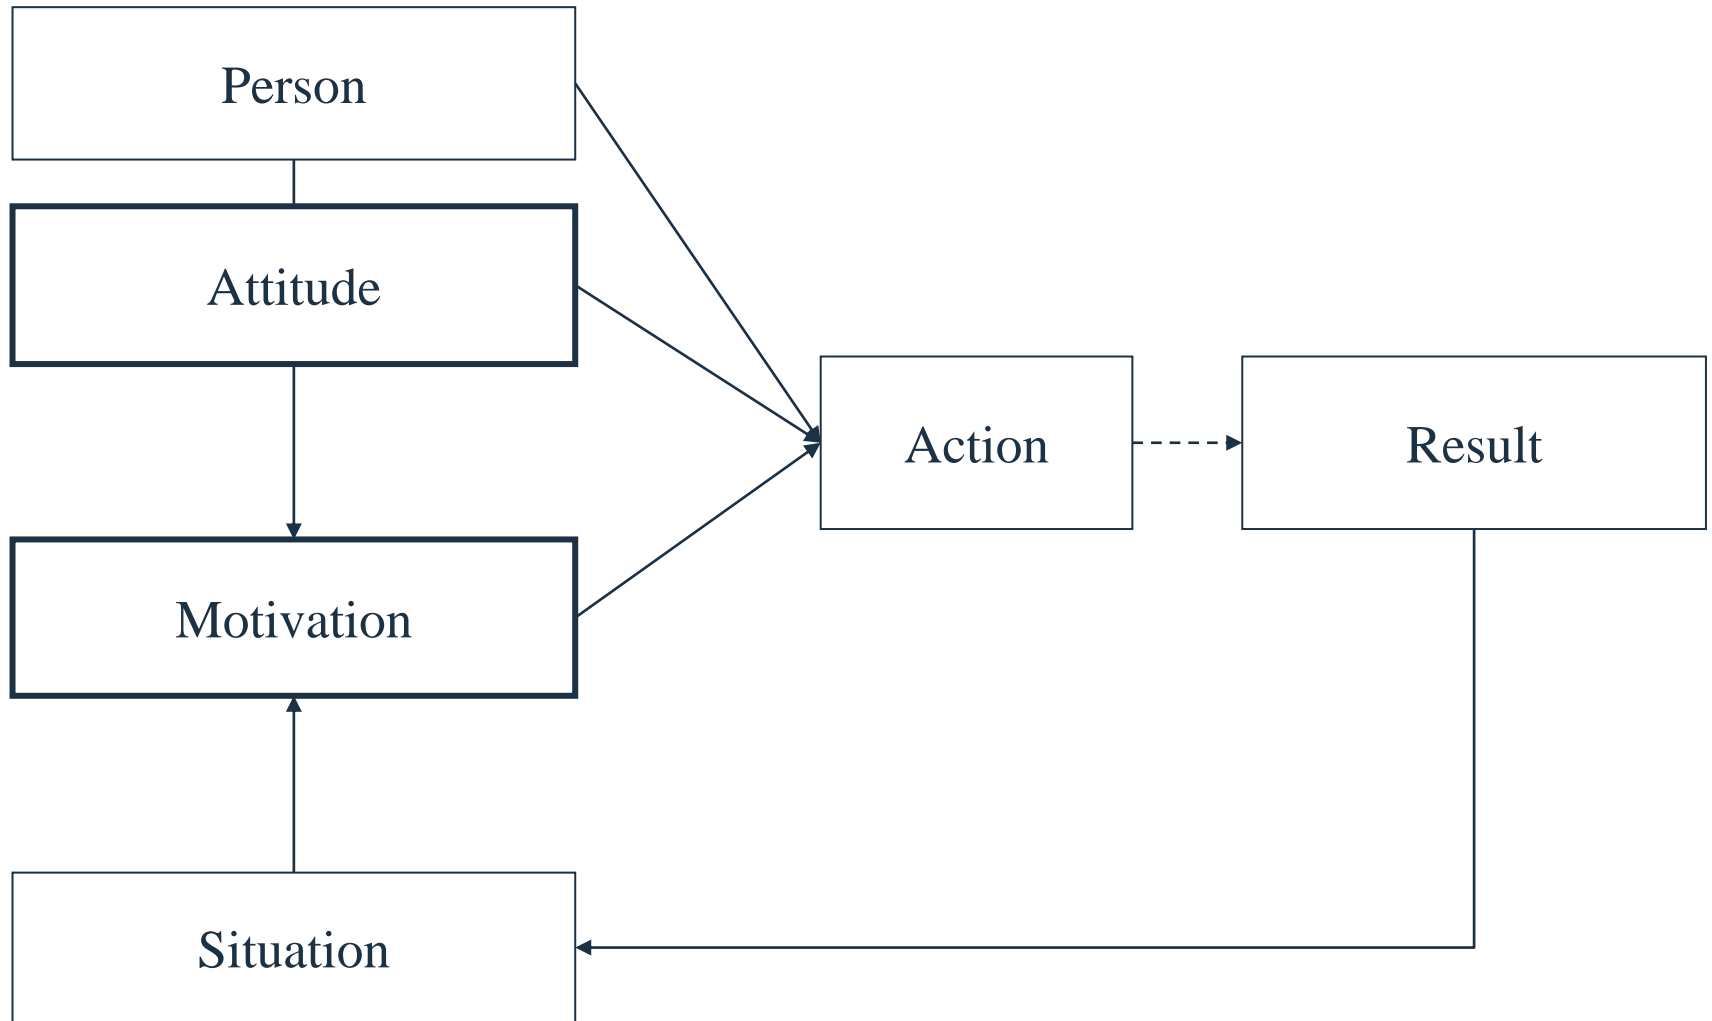 Person
Attitude
Action
Result
Motivation
Situation